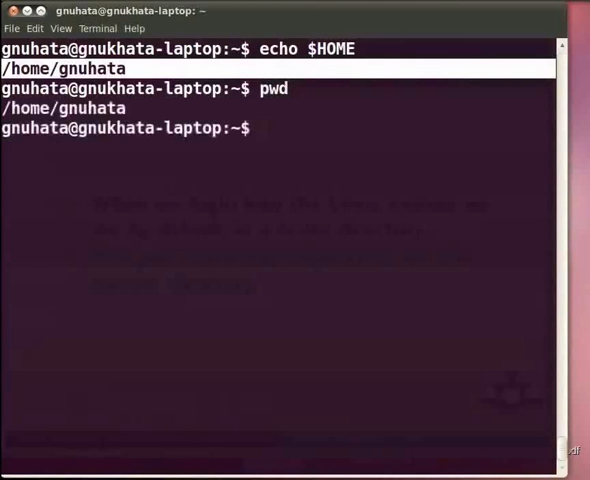 gnuhata@gnukhata-laptop: ~
File Edit View Terminal Help
gnuhata@gnukhata-laptop:~$ echo $HOME
/home/gnuhata
gnuhata@gnukhata-laptop:~$ pwd
/home/gnuhata
gnuhata@gnukhata-laptop:~$